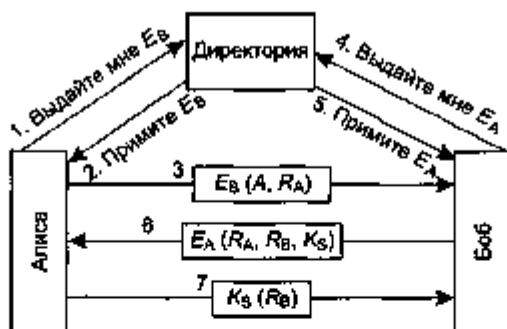 Директория
1. Выдайте мне E_B
4. Выдайте мне E_A
2. Примите E_B
5. Примите E_A
3
E_B (A, R_A)
6
E_A (R_A, R_B, K_S)
7
K_S (R_B)
Алиса
Боб